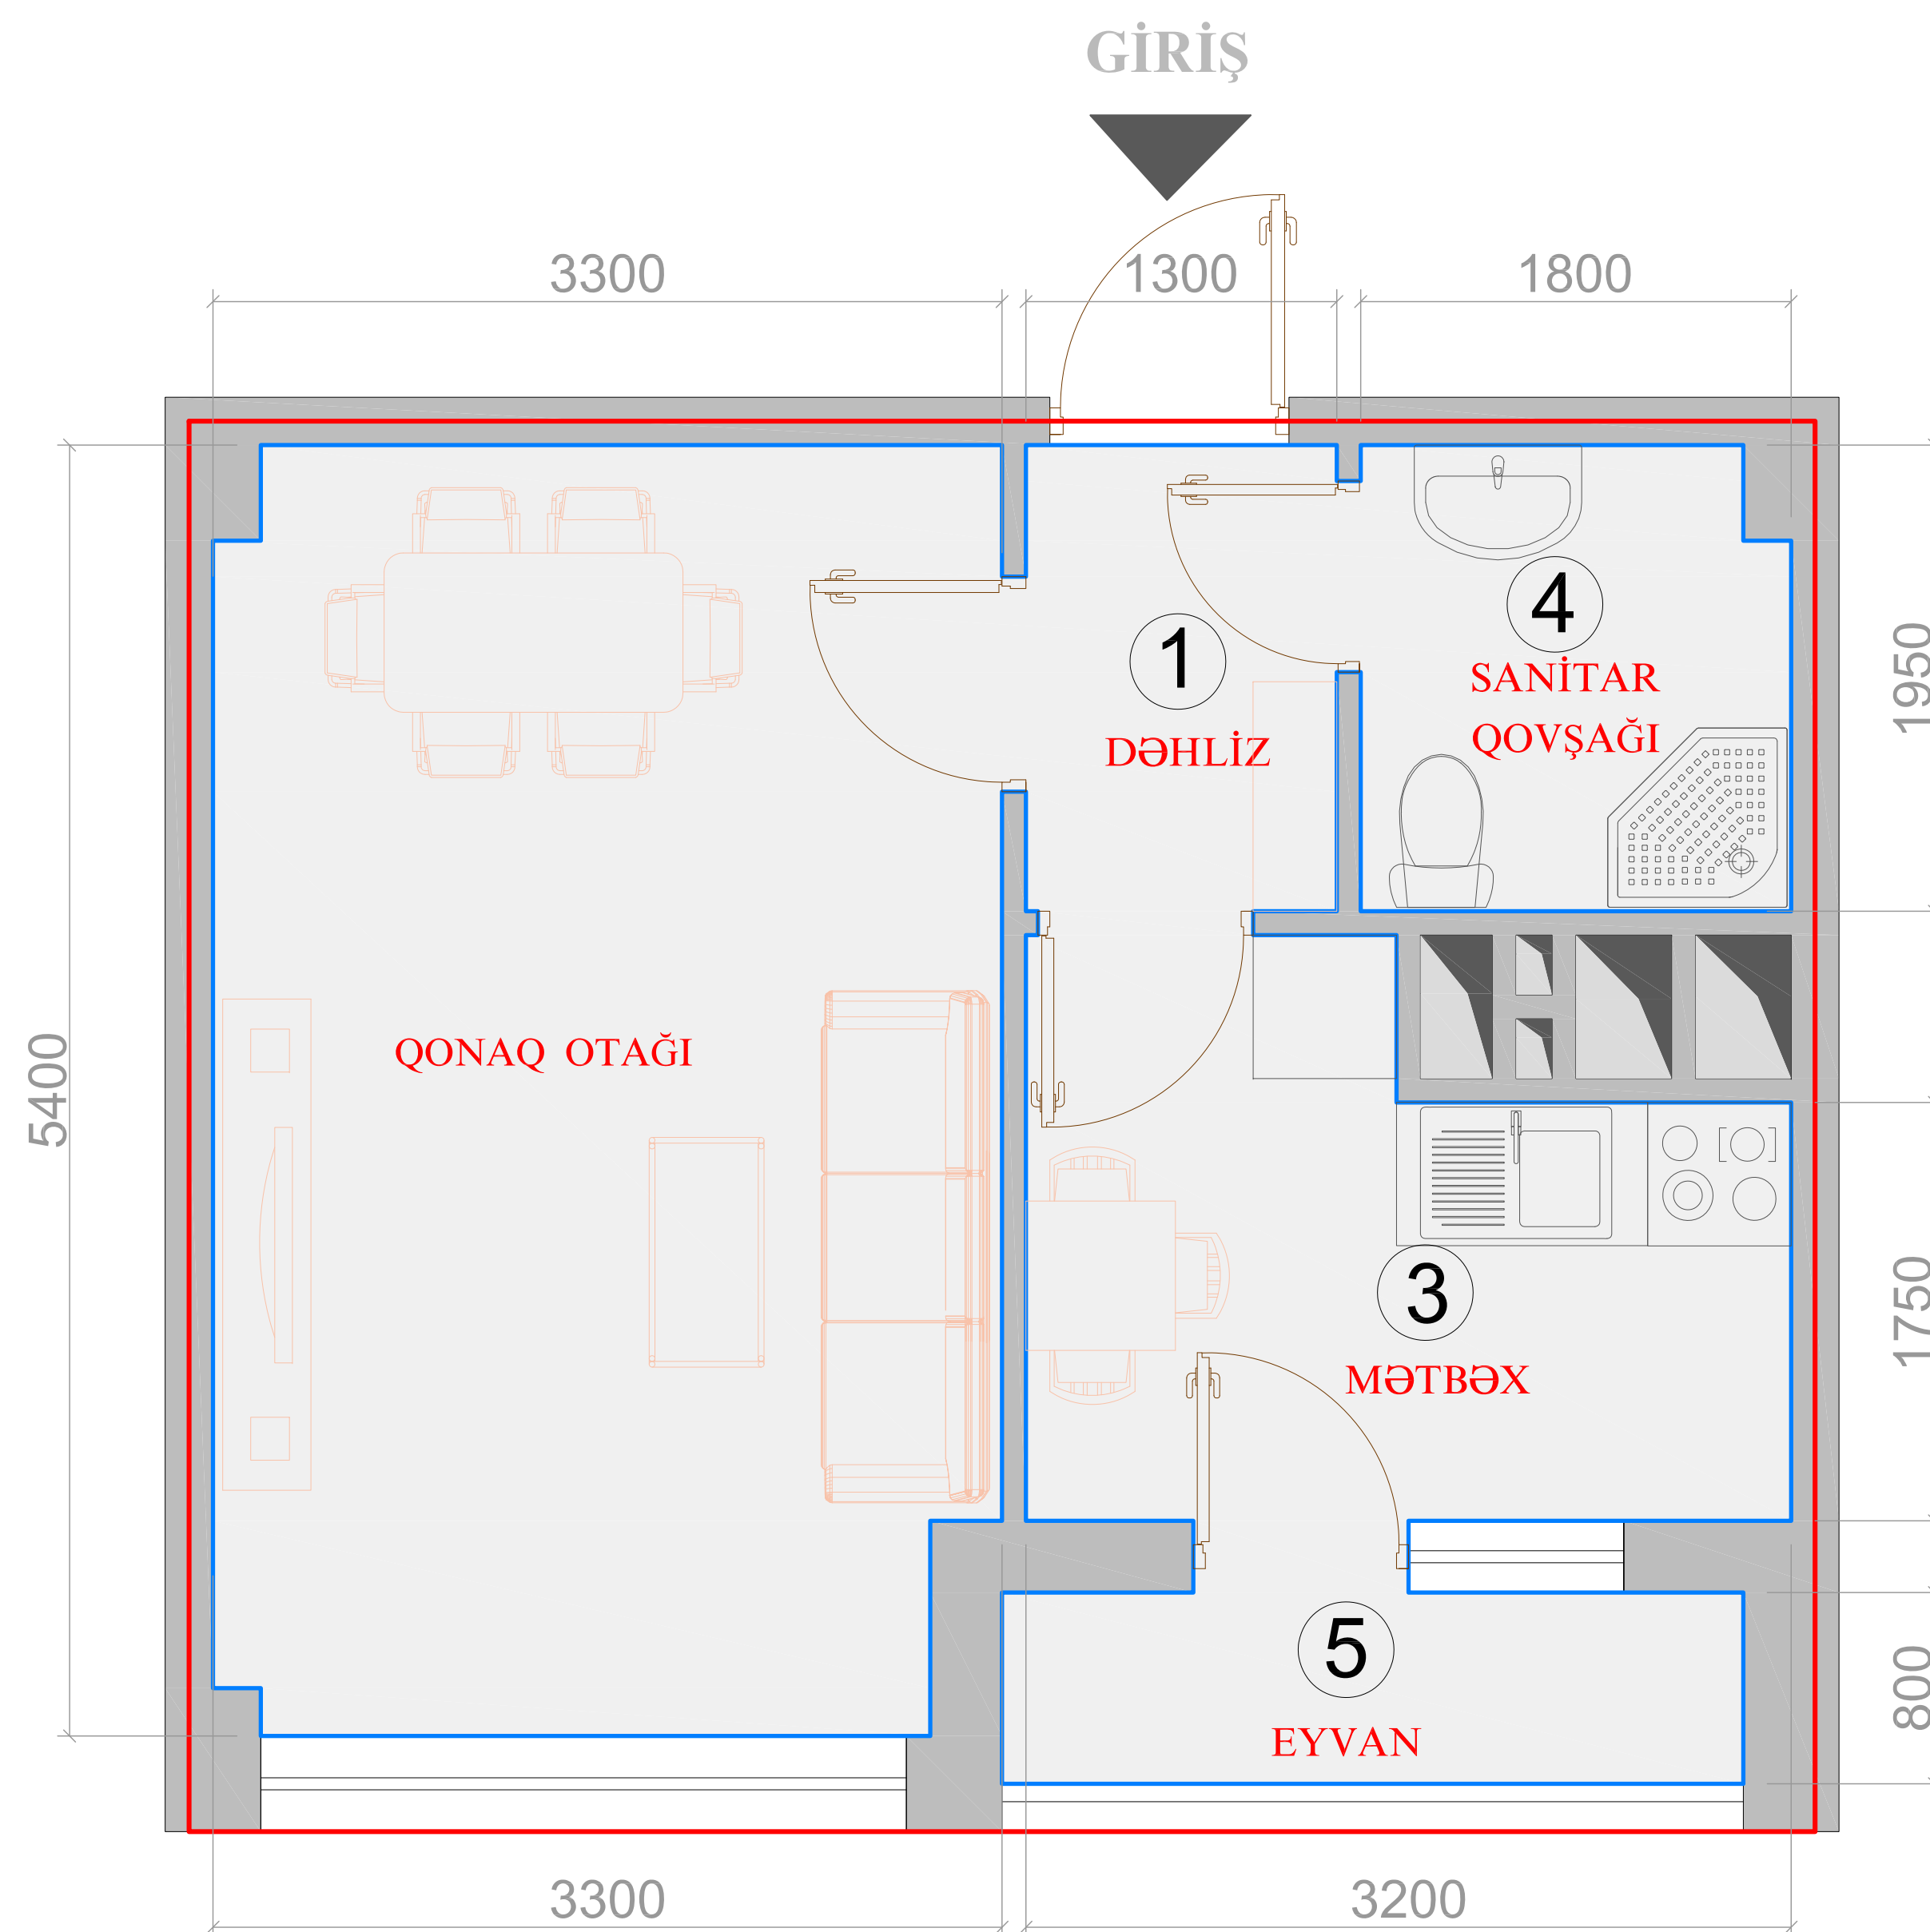 GİRİŞ
3300
1300
1800
4
SANİTAR
QOVŞAĞI
1
DƏHLİZ
1950
5400
QONAQ OTAĞI
3
MƏTBƏX
1750
5
EYVAN
800
3300
3200